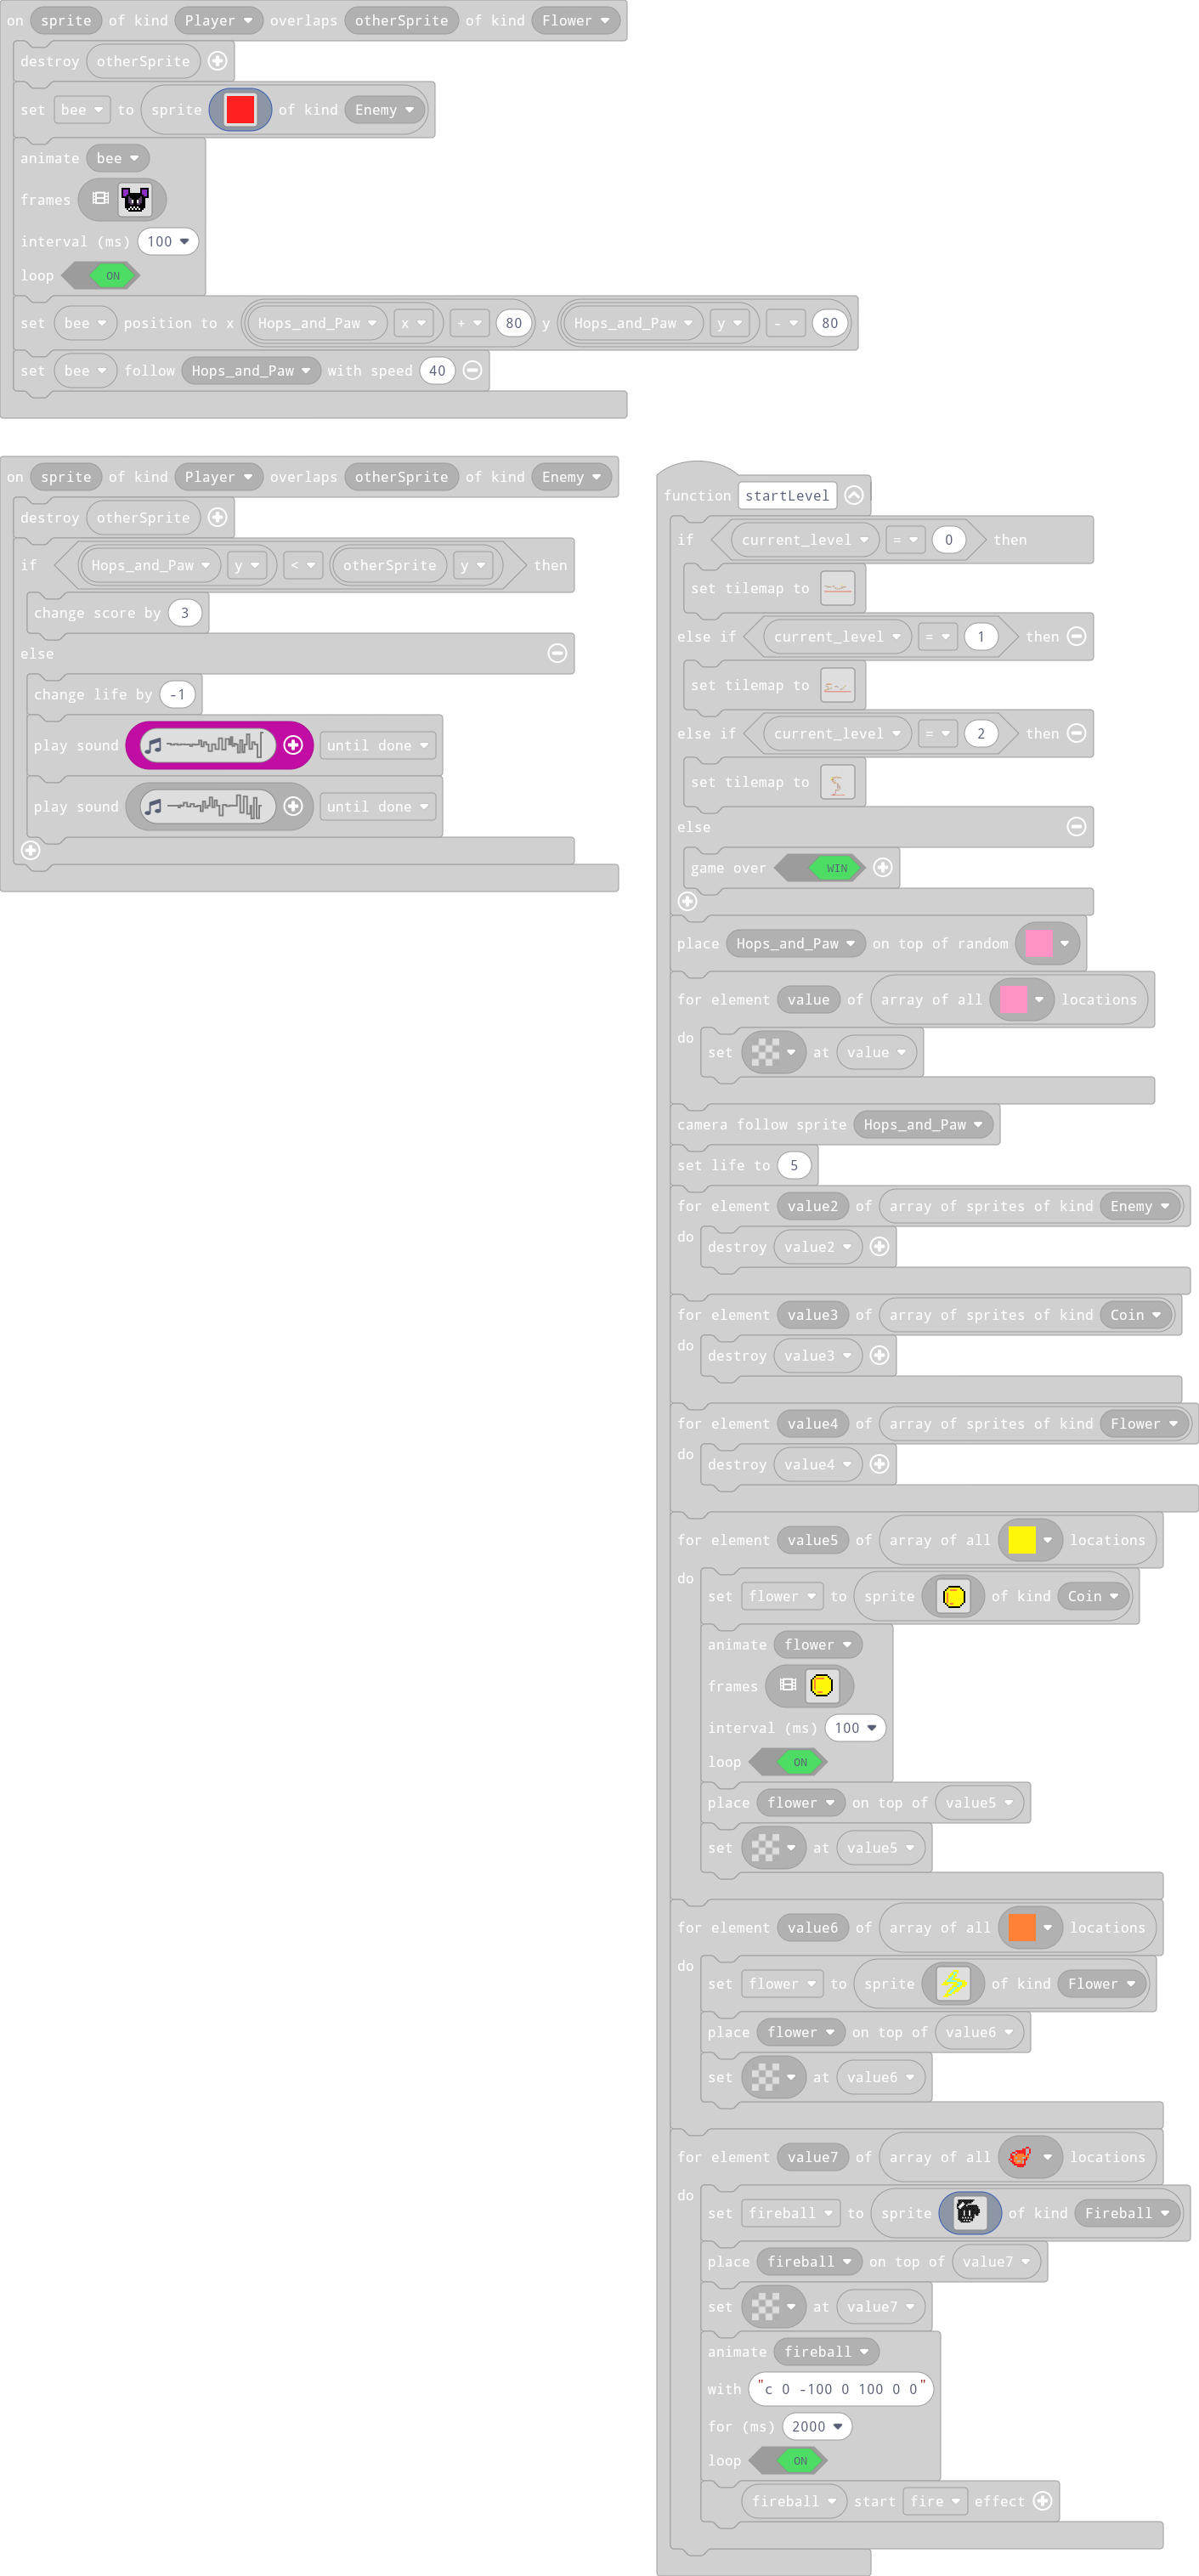 on sprite of kind Player overlaps otherSprite of kind Flower
destroy otherSprite
set bee to sprite of kind Enemy
animate bee
frames
interval (ms) 100
loop ON
set bee position to x Hops_and_Paw x + 80 y Hops_and_Paw y - 80
set bee follow Hops_and_Paw with speed 40
on sprite of kind Player overlaps otherSprite of kind Enemy
destroy otherSprite
if Hops_and_Paw y < otherSprite y then
change score by 3
else
change life by -1
play sound until done
play sound until done
function startLevel
if current_level = 0 then
set tilemap to
else if current_level = 1 then
set tilemap to
else if current_level = 2 then
set tilemap to
else
game over WIN
place Hops_and_Paw on top of random
for element value of array of all locations
do
set at value
camera follow sprite Hops_and_Paw
set life to 5
for element value2 of array of sprites of kind Enemy
do
destroy value2
for element value3 of array of sprites of kind Coin
do
destroy value3
for element value4 of array of sprites of kind Flower
do
destroy value4
for element value5 of array of all locations
do
set flower to sprite of kind Coin
animate flower
frames
interval (ms) 100
loop ON
place flower on top of value5
set at value5
for element value6 of array of all locations
do
set flower to sprite of kind Flower
place flower on top of value6
set at value6
for element value7 of array of all locations
do
set fireball to sprite of kind Fireball
place fireball on top of value7
set at value7
animate fireball
with "c 0 -100 0 100 0 0"
for (ms) 2000
loop ON
fireball start fire effect